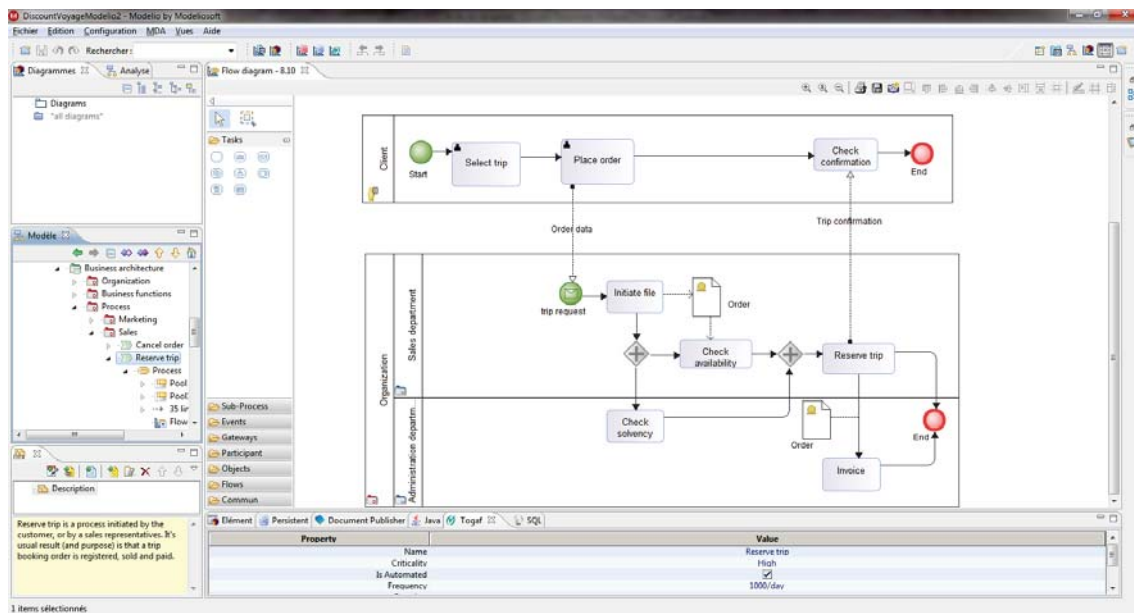 DiscountVoyageModelio2 - Modelio by Modeliosoft
Eichier Edition Configuration MDA Vues Aide
Rechercher:
Diagrammes Analyse
Flow diagram - 8.10
Diagrams
"all diagrams"
Tasks
Sub-Process
Events
Gateways
Participant
Objects
Flows
Commun
Client
Start
Select trip
Place order
Check
confirmation
End
Order data
Trip confirmation
Organization
Sales department
trip request
Initiate file
Order
Check
availability
Reserve trip
Administration departm...
Check
solvency
Order
End
Invoice
Modèle
Business architecture
Organization
Business functions
Process
Marketing
Sales
Cancel order
Reserve trip
Process
Pool
Pool
35 lir
Flow
Description
Reserve trip is a process initiated by the
customer, or by a sales representatives. It's
usual result (and purpose) is that a trip
booking order is registered, sold and paid.
Elément Persistent Document Publisher Java Togaf SQL
Property Value
Name Reserve trip
Criticality High
Is Automated
Frequency 1000/day
1 items sélectionnés